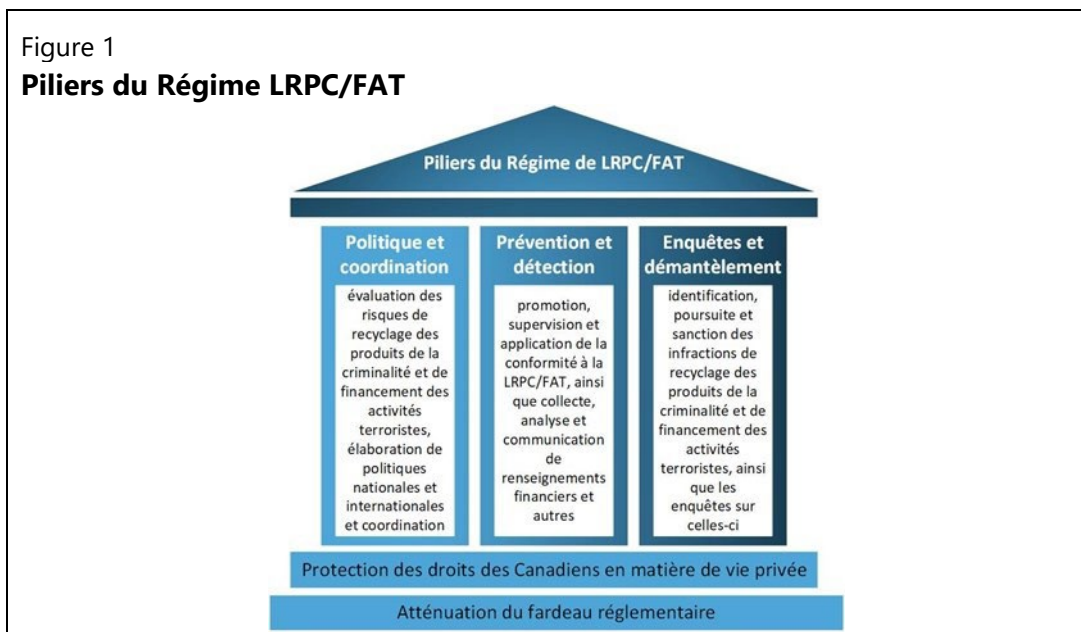 Figure 1
Piliers du Régime LRPC/FAT
Piliers du Régime de LRPC/FAT
Politique et
coordination
évaluation des
risques de
recyclage des
produits de la
criminalité et de
financement des
activités
terroristes,
élaboration de
politiques
nationales et
internationales
et coordination
Prévention et
détection
promotion,
supervision et
application de la
conformité à la
LRPC/FAT, ainsi
que collecte,
analyse et
communication
de
renseignements
financiers et
autres
Enquêtes et
démantèlement
identification,
poursuite et
sanction des
infractions de
recyclage des
produits de la
criminalité et de
financement des
activités
terroristes, ainsi
que les
enquêtes sur
celles-ci
Protection des droits des Canadiens en matière de vie privée
Atténuation du fardeau réglementaire